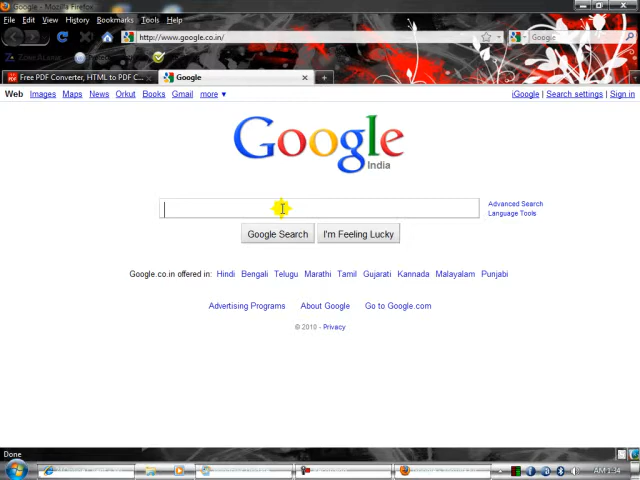 Google - Mozilla Firefox
File Edit View History Bookmarks Tools Help
http://www.google.co.in/
Google
Free PDF Converter, HTML to PDF C...
Google
Web Images Maps News Orkut Books Gmail more ▼
iGoogle | Search settings | Sign in
Google
India
Advanced Search
Language Tools
Google Search
I'm Feeling Lucky
Google.co.in offered in: Hindi Bengali Telugu Marathi Tamil Gujarati Kannada Malayalam Punjabi
Advertising Programs About Google Go to Google.com
© 2010 - Privacy
Done
AM 1:34